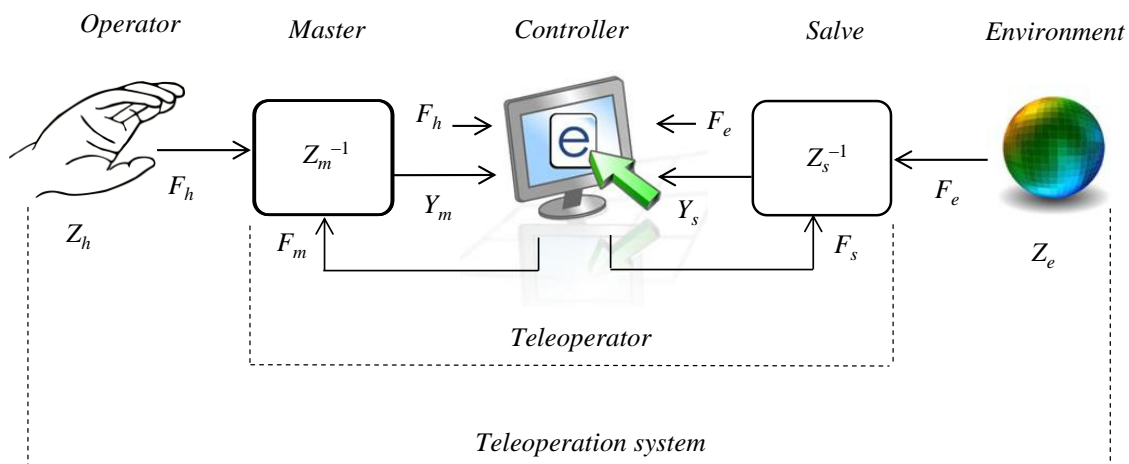 Operator Master Controller Salve Environment
F_h F_e
Z_m^{-1} e Z_s^{-1}
F_h Y_m Y_s F_e
Z_h F_m F_s Z_e
Teleoperator
Teleoperation system